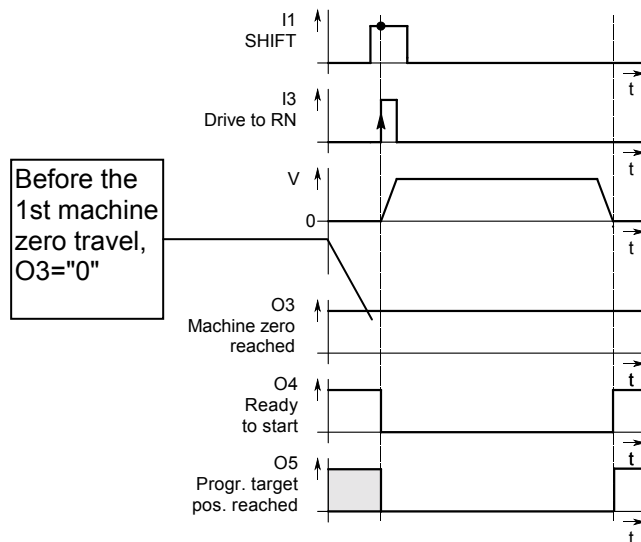 I1
SHIFT
t
I3
Drive to RN
t
V
0
t
Before the
1st machine
zero travel,
O3="0"
O3
Machine zero
reached
t
O4
Ready
to start
t
O5
Progr. target
pos. reached
t